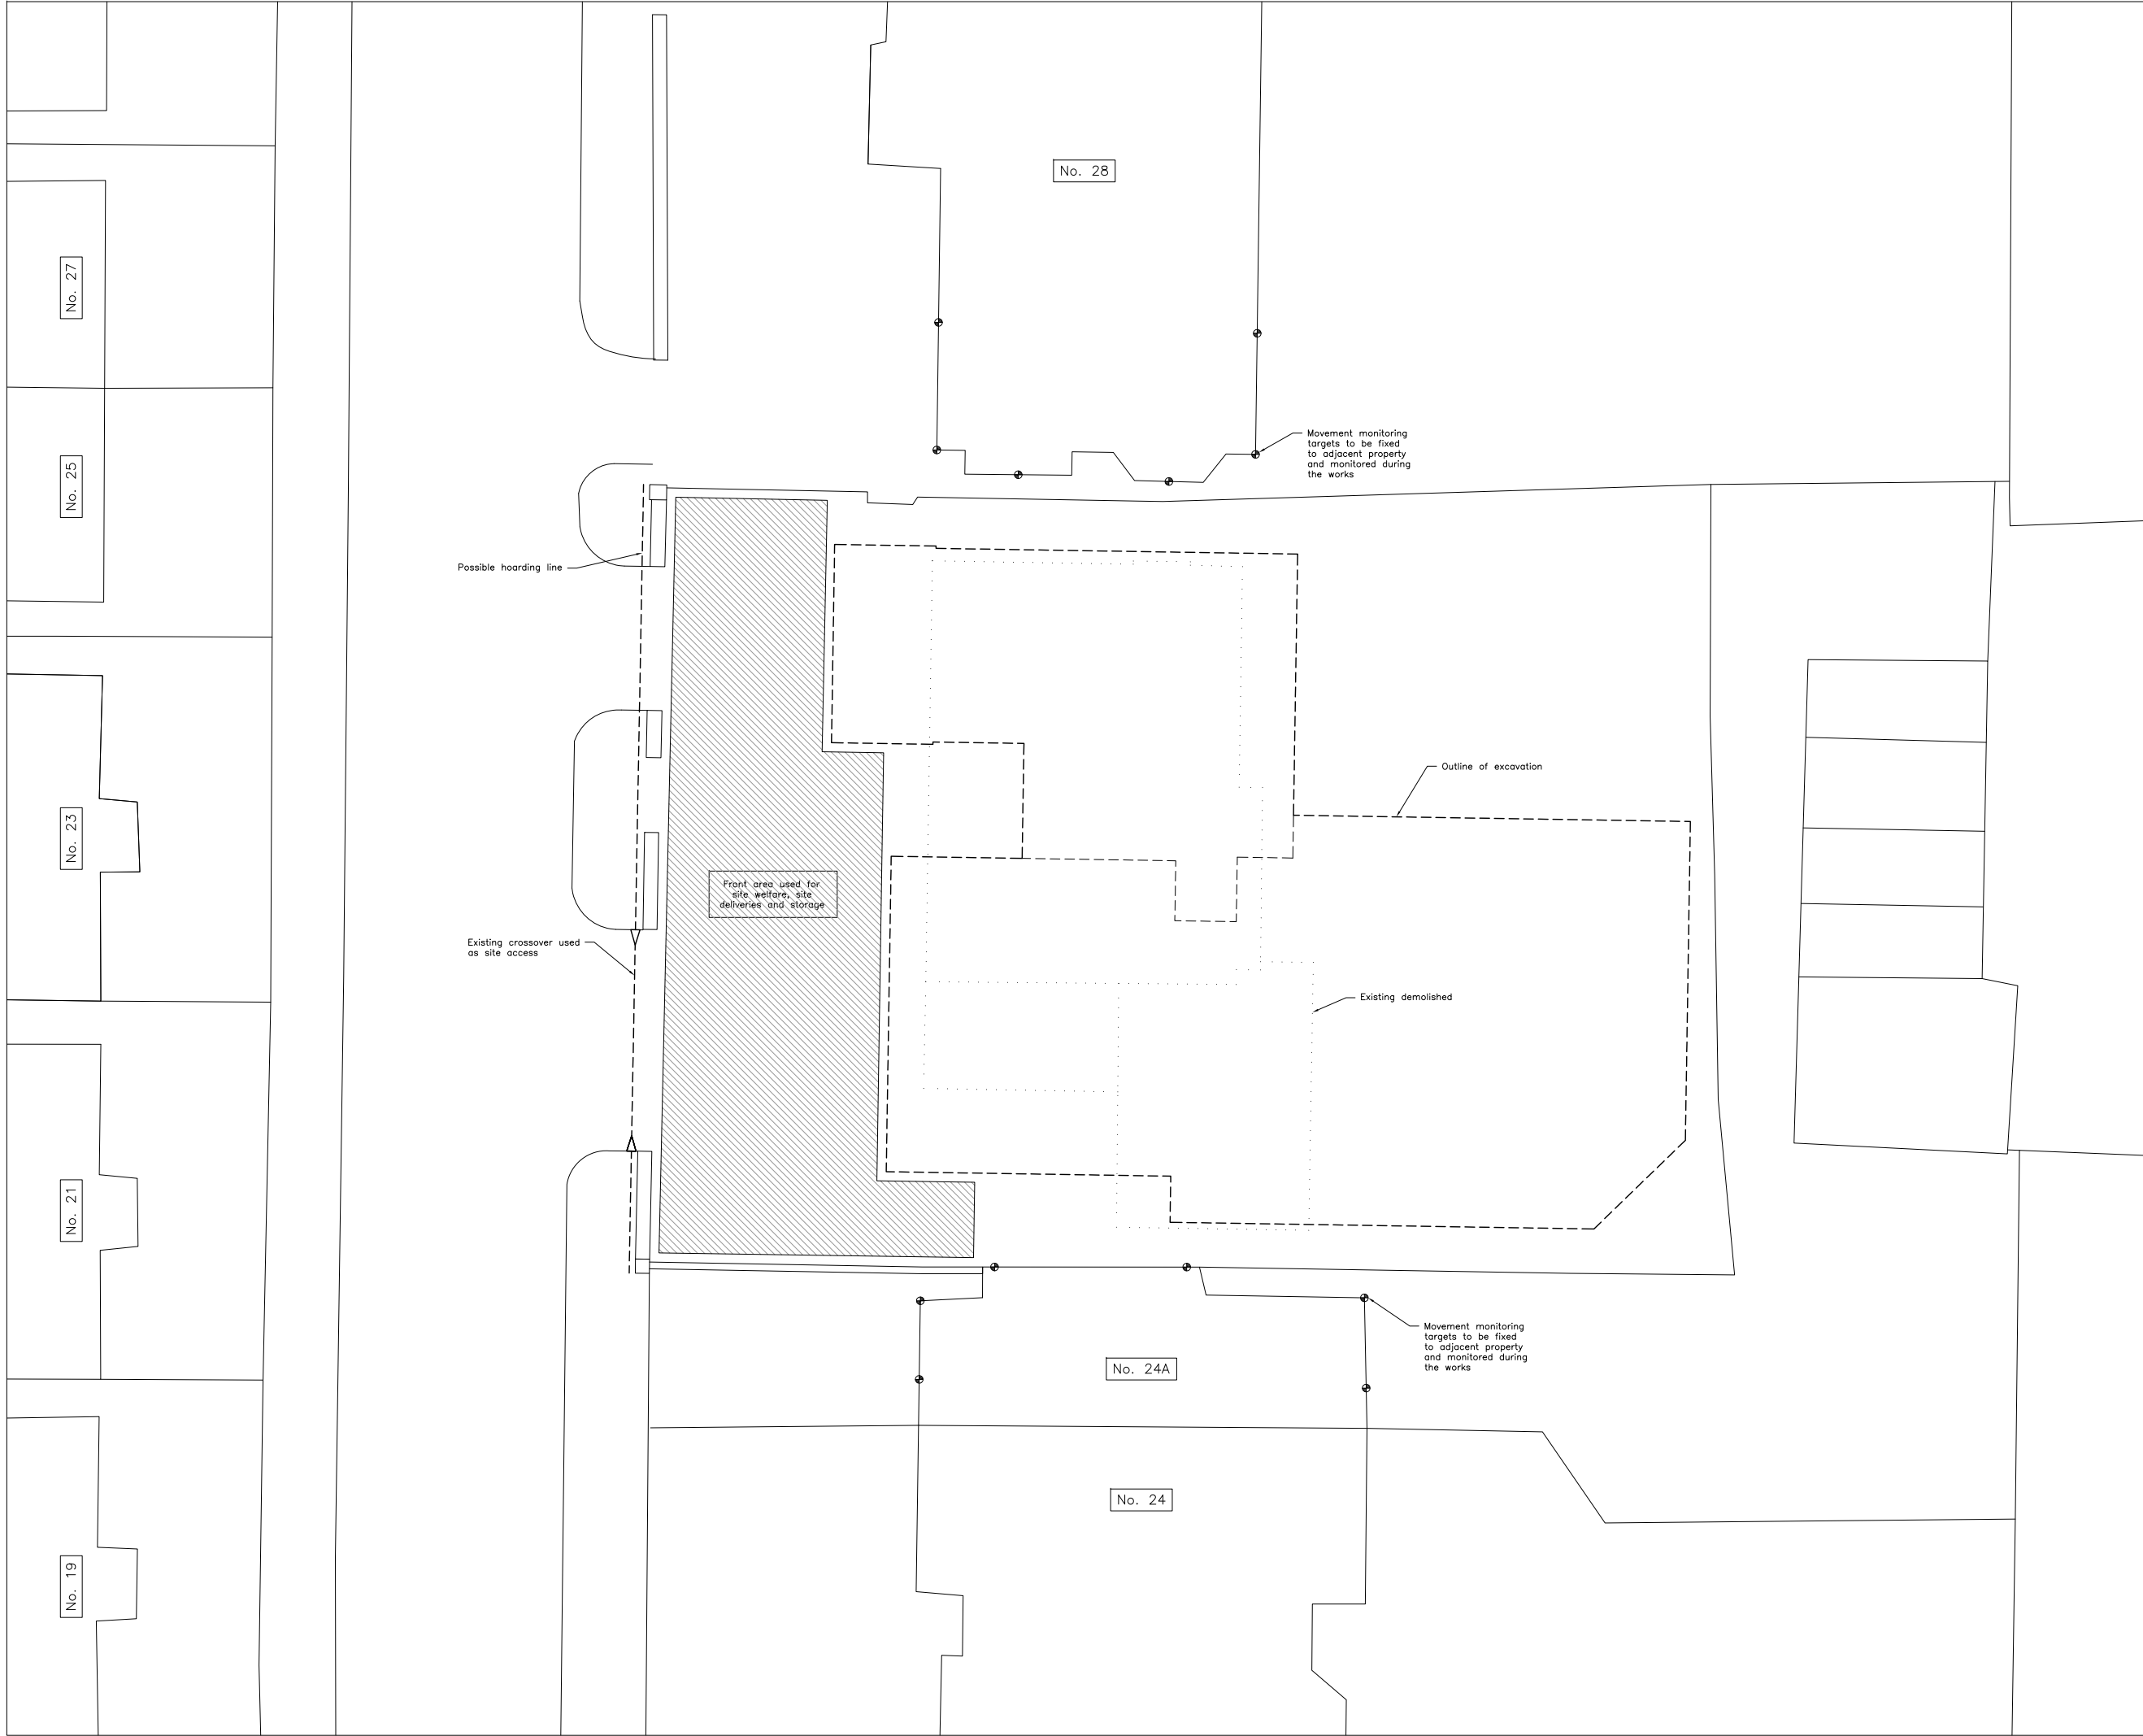 No. 28
No. 27
No. 25
Movement monitoring
targets to be fixed
to adjacent property
and monitored during
the works
Possible hoarding line
Outline of excavation
No. 23
Front area used for
site welfare, site
deliveries and storage
Existing crossover used
as site access
Existing demolished
No. 21
Movement monitoring
targets to be fixed
to adjacent property
and monitored during
the works
No. 24A
No. 24
No. 19